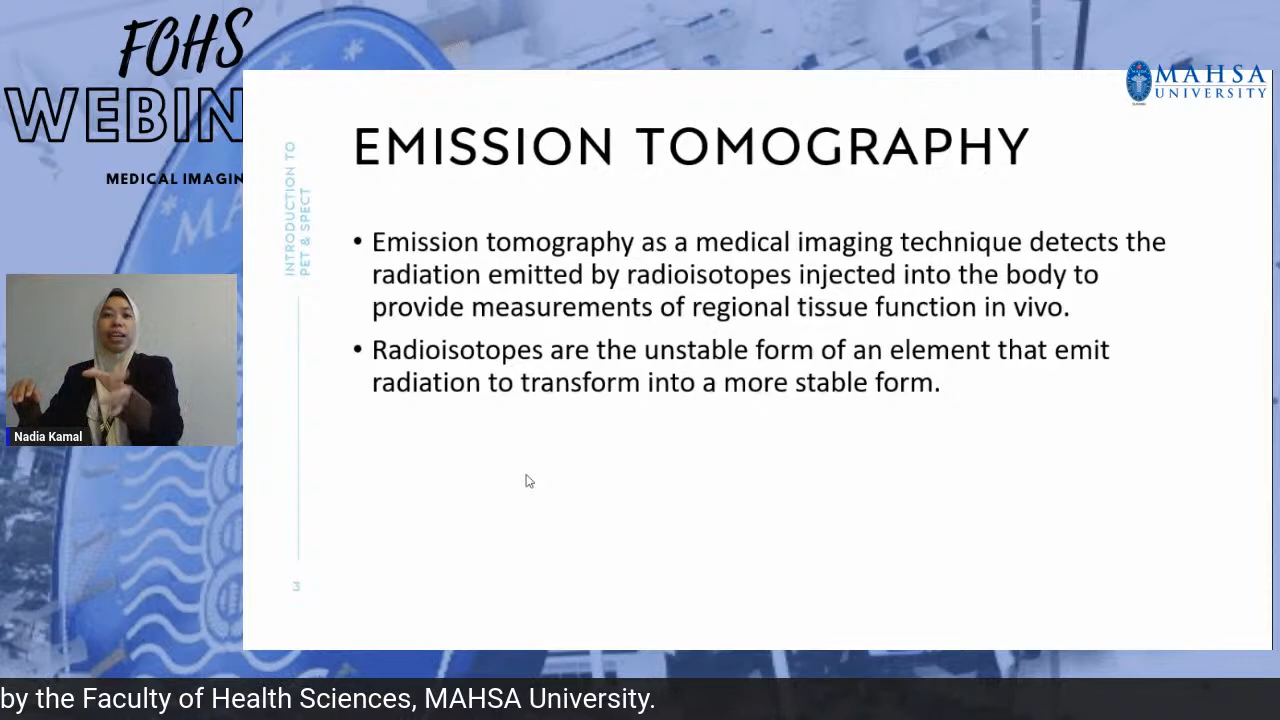 FOHS
WEBIN
MEDICAL IMAGIN
MAHSA
UNIVERSITY
INTRODUCTION TO
PET & SPECT
EMISSION TOMOGRAPHY
• Emission tomography as a medical imaging technique detects the
radiation emitted by radioisotopes injected into the body to
provide measurements of regional tissue function in vivo.
• Radioisotopes are the unstable form of an element that emit
radiation to transform into a more stable form.
3
Nadia Kamal
by the Faculty of Health Sciences, MAHSA University.